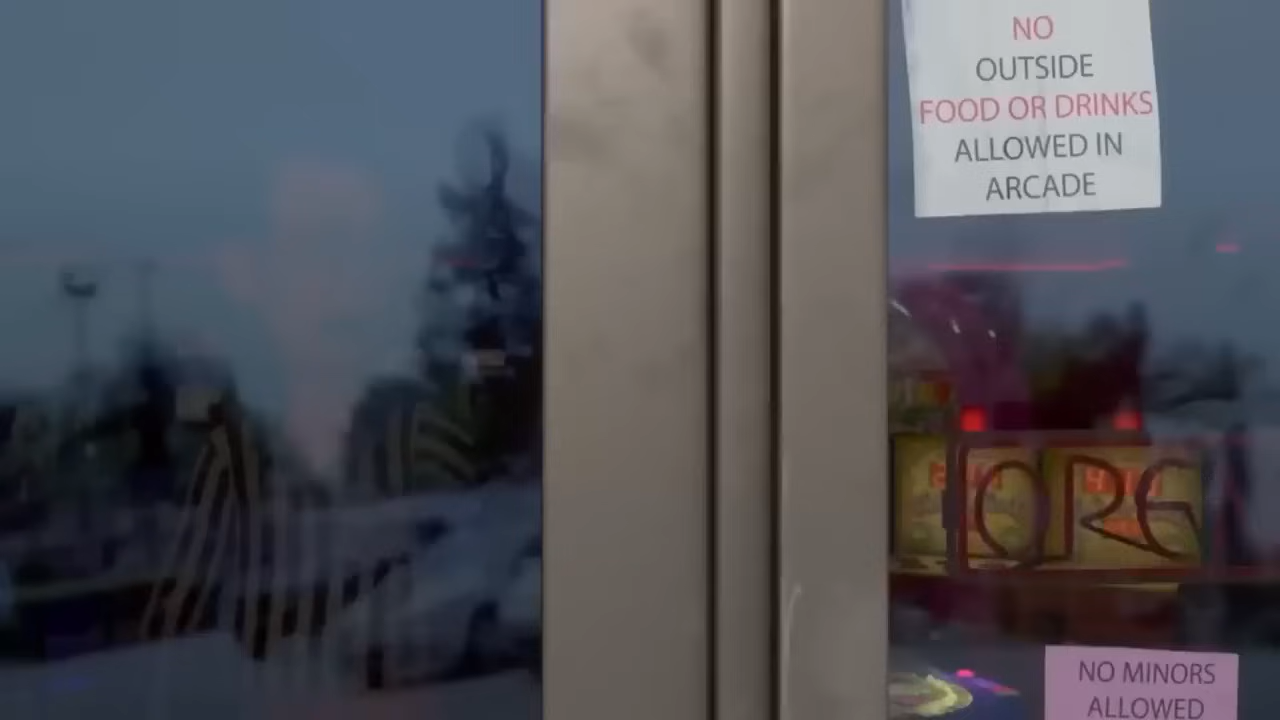 NO
OUTSIDE
FOOD OR DRINKS
ALLOWED IN
ARCADE
NO MINORS
ALLOWED